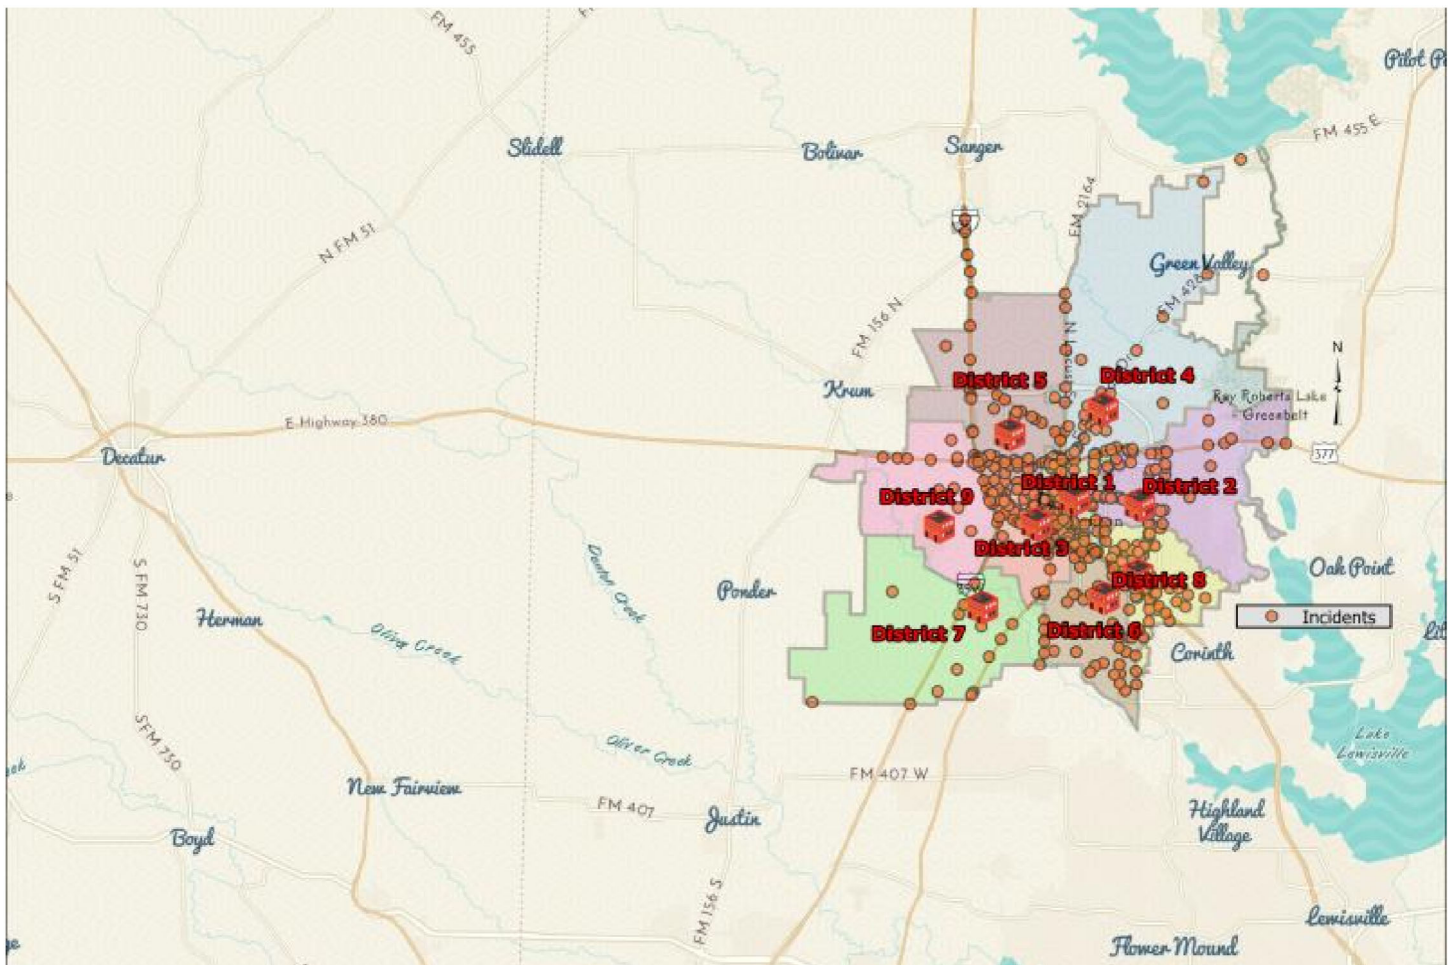 FM 455
Pilot P
FM 455 E
Slidell
Bolivar
Sanger
FM 2164
N FM 51
Green Valley
FM 428
FM 156 N
N
District 5
District 4
Krum
Ray Roberts Lake
Greenbelt
E Highway 380
Decatur
377
District 1
District 2
District 9
District 3
Oak Point
S FM 51
S FM 730
Denton Creek
Ponder
District 8
Incidents
Herman
Oliver Creek
District 7
District 6
Corinth
S FM 730
Oliver Creek
Lake
Lewisville
FM 407 W
New Fairview
FM 407
Justin
Highland
Village
Boyd
FM 156 S
Lewisville
Flower Mound